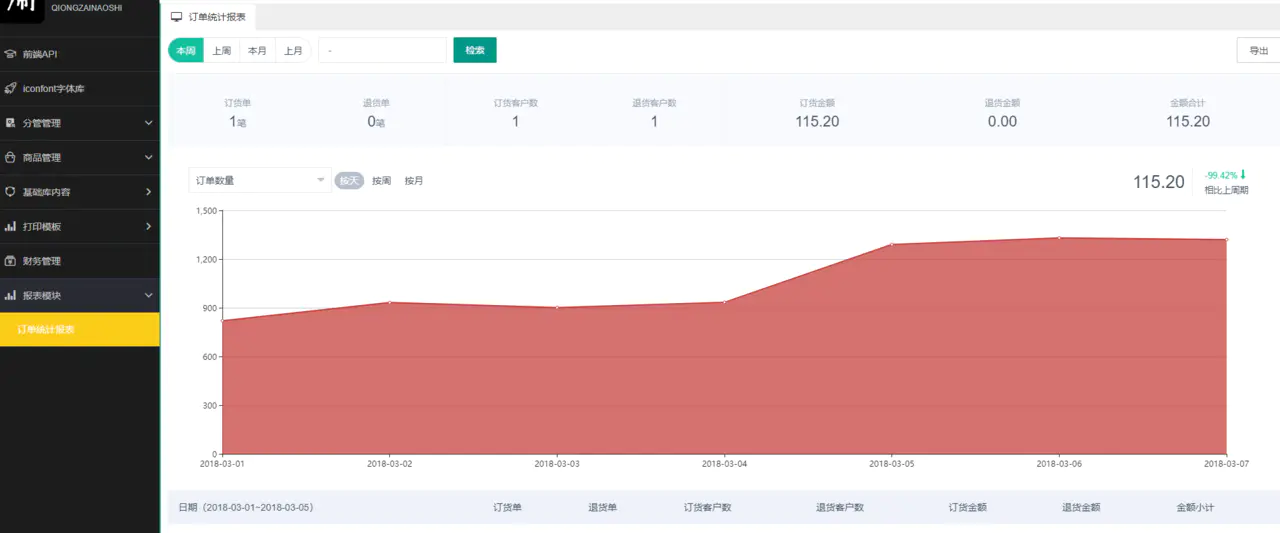 QIONGZAINAOSHI
前端API
iconfont字体库
分管管理
商品管理
基础库内容
打印模板
财务管理
报表模块
订单统计报表
订单统计报表
本周 上周 本月 上月 - 检索 导出
订货单 退货单 订货客户数 退货客户数 订货金额 退货金额 金额合计
1笔 0笔 1 1 115.20 0.00 115.20
订单数量 按天 按周 按月
115.20
-99.42%
相比上周期
1,500
1,200
900
600
300
0
2018-03-01 2018-03-02 2018-03-03 2018-03-04 2018-03-05 2018-03-06 2018-03-07
日期（2018-03-01~2018-03-05） 订货单 退货单 订货客户数 退货客户数 订货金额 退货金额 金额小计